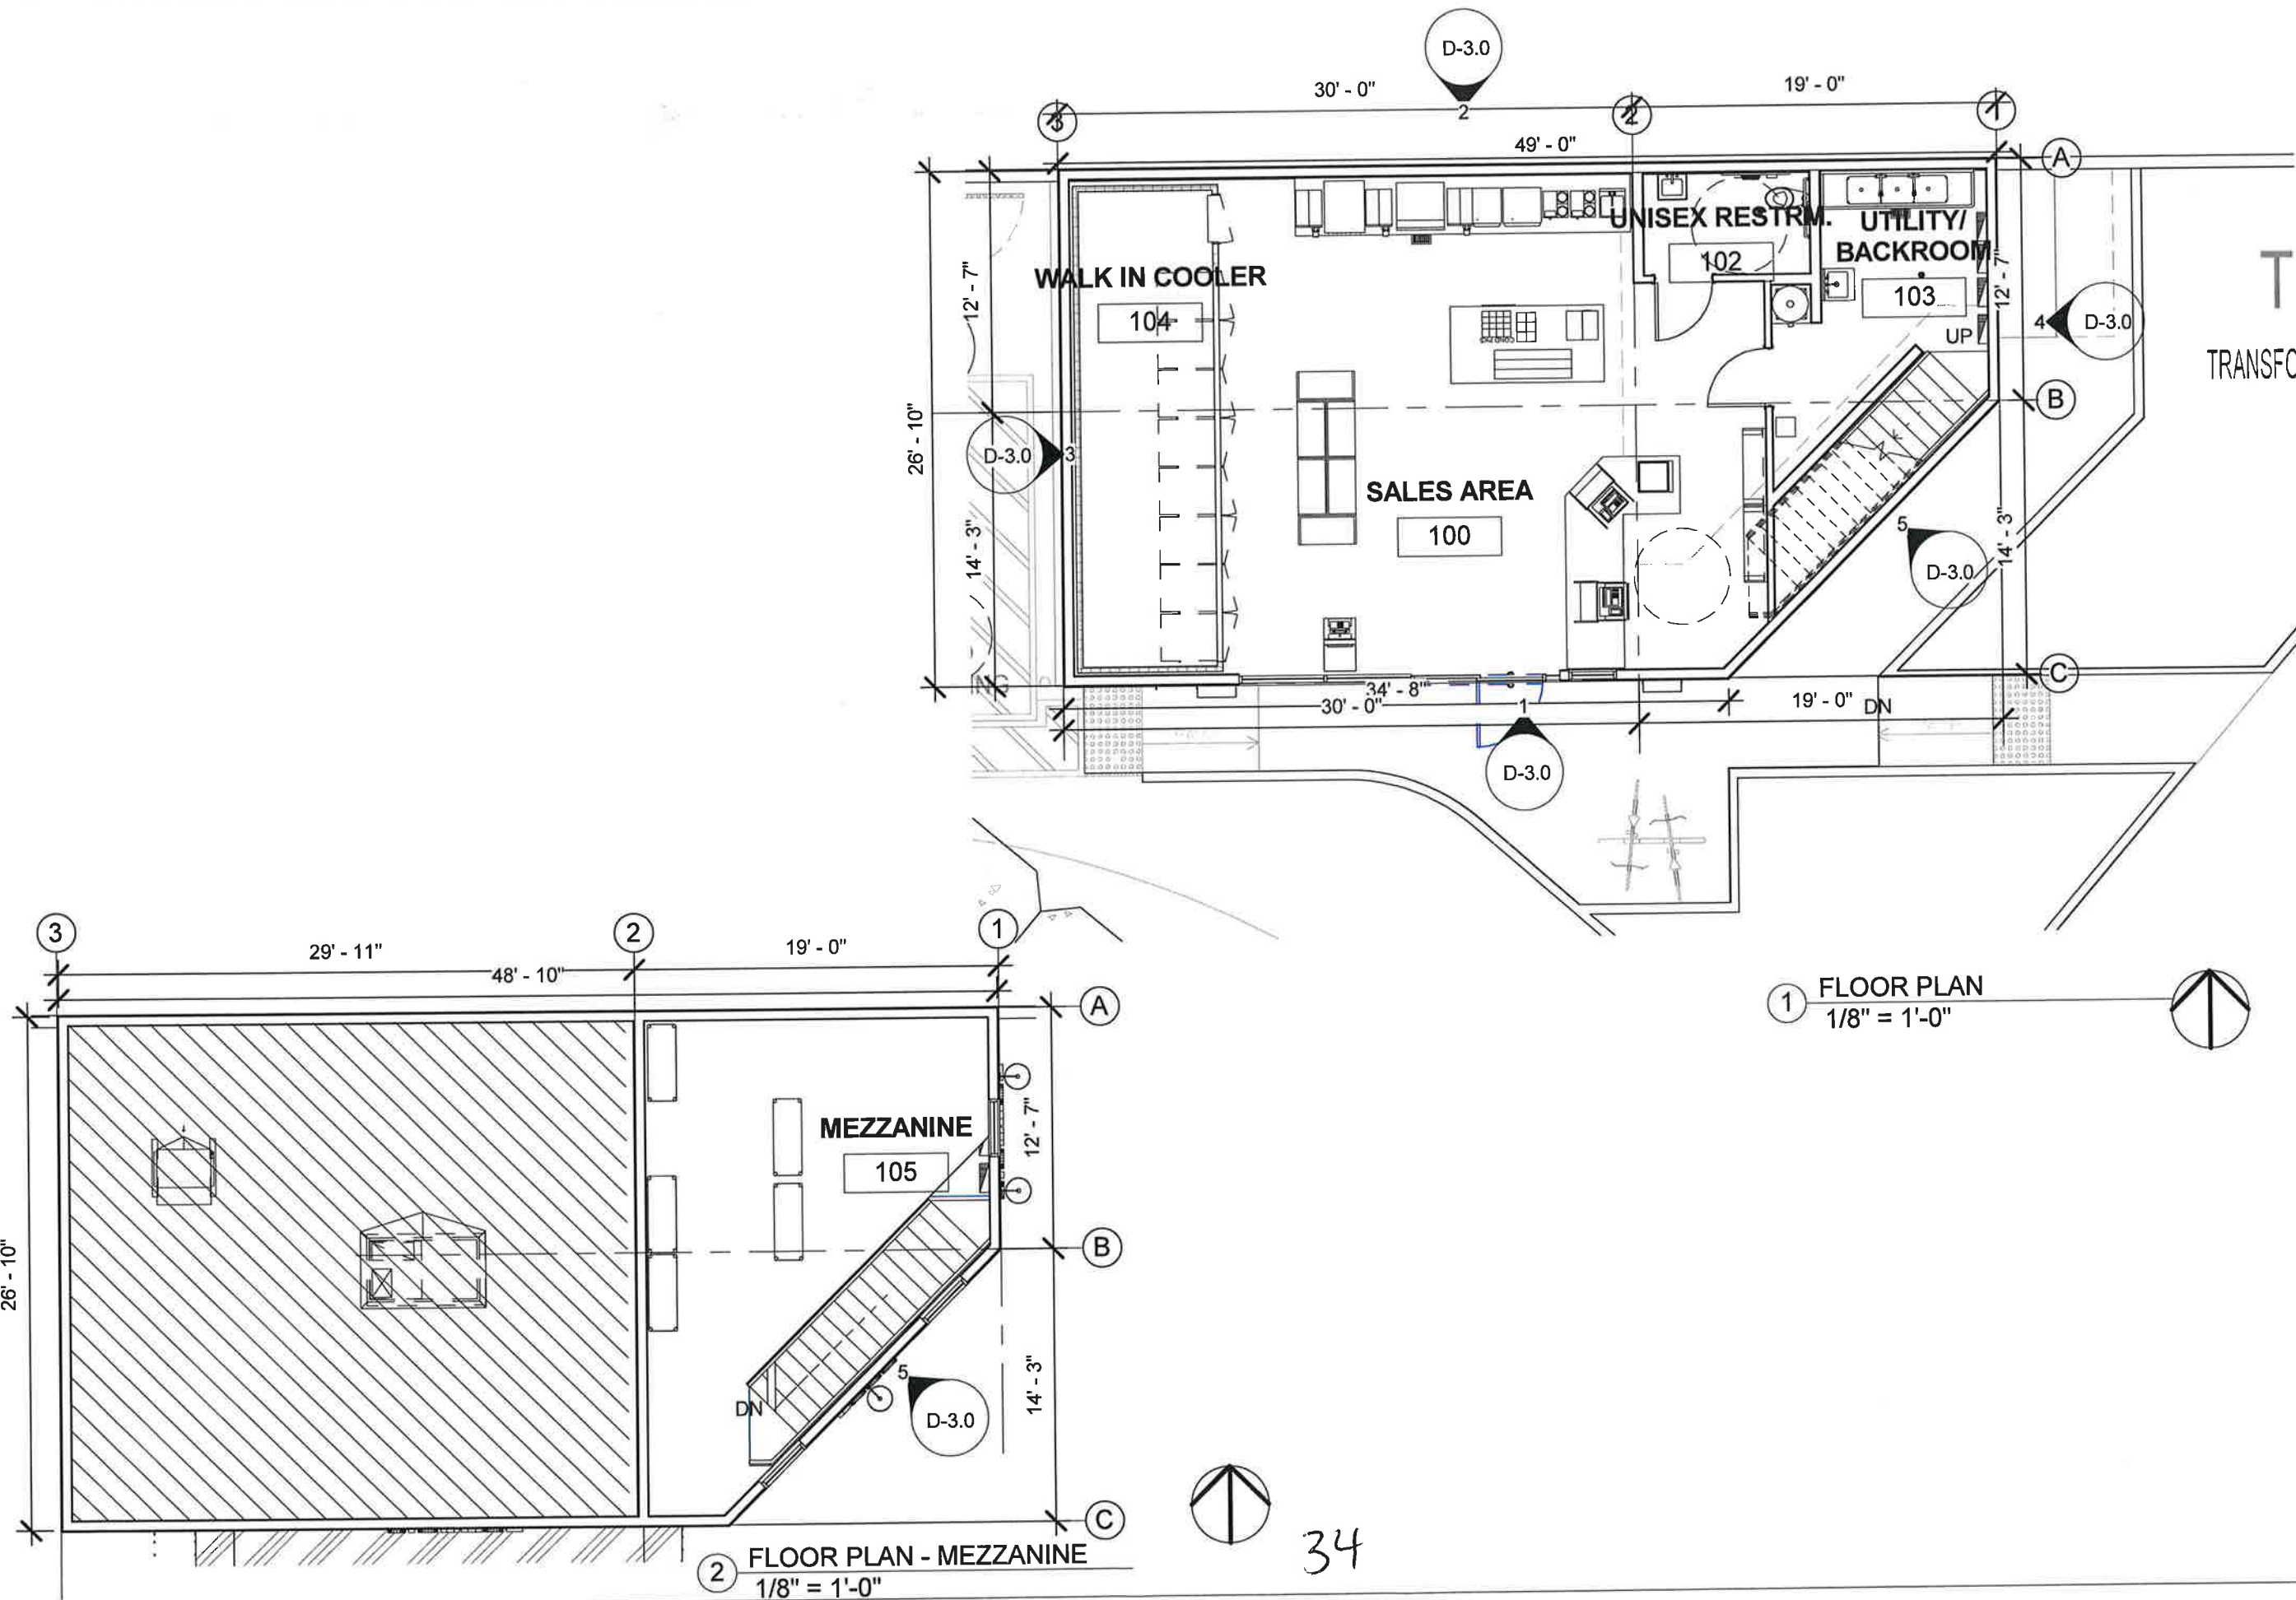 D-3.0
30' - 0"
19' - 0"
2
3
2
1
49' - 0"
A
UNISEX RESTRM.
102
UTILITY/
BACKROOM
103
WALK IN COOLER
104
12' - 7"
12' - 7"
UP
4
D-3.0
T
TRANSFO
B
26' - 10"
D-3.0
3
SALES AREA
100
14' - 3"
14' - 3"
5
D-3.0
C
34' - 8"
30' - 0"
1
19' - 0"
DN
D-3.0
1
FLOOR PLAN
1/8" = 1'-0"
3
2
1
29' - 11"
19' - 0"
48' - 10"
A
MEZZANINE
105
12' - 7"
B
26' - 10"
DN
5
D-3.0
14' - 3"
C
2
FLOOR PLAN - MEZZANINE
1/8" = 1'-0"
34